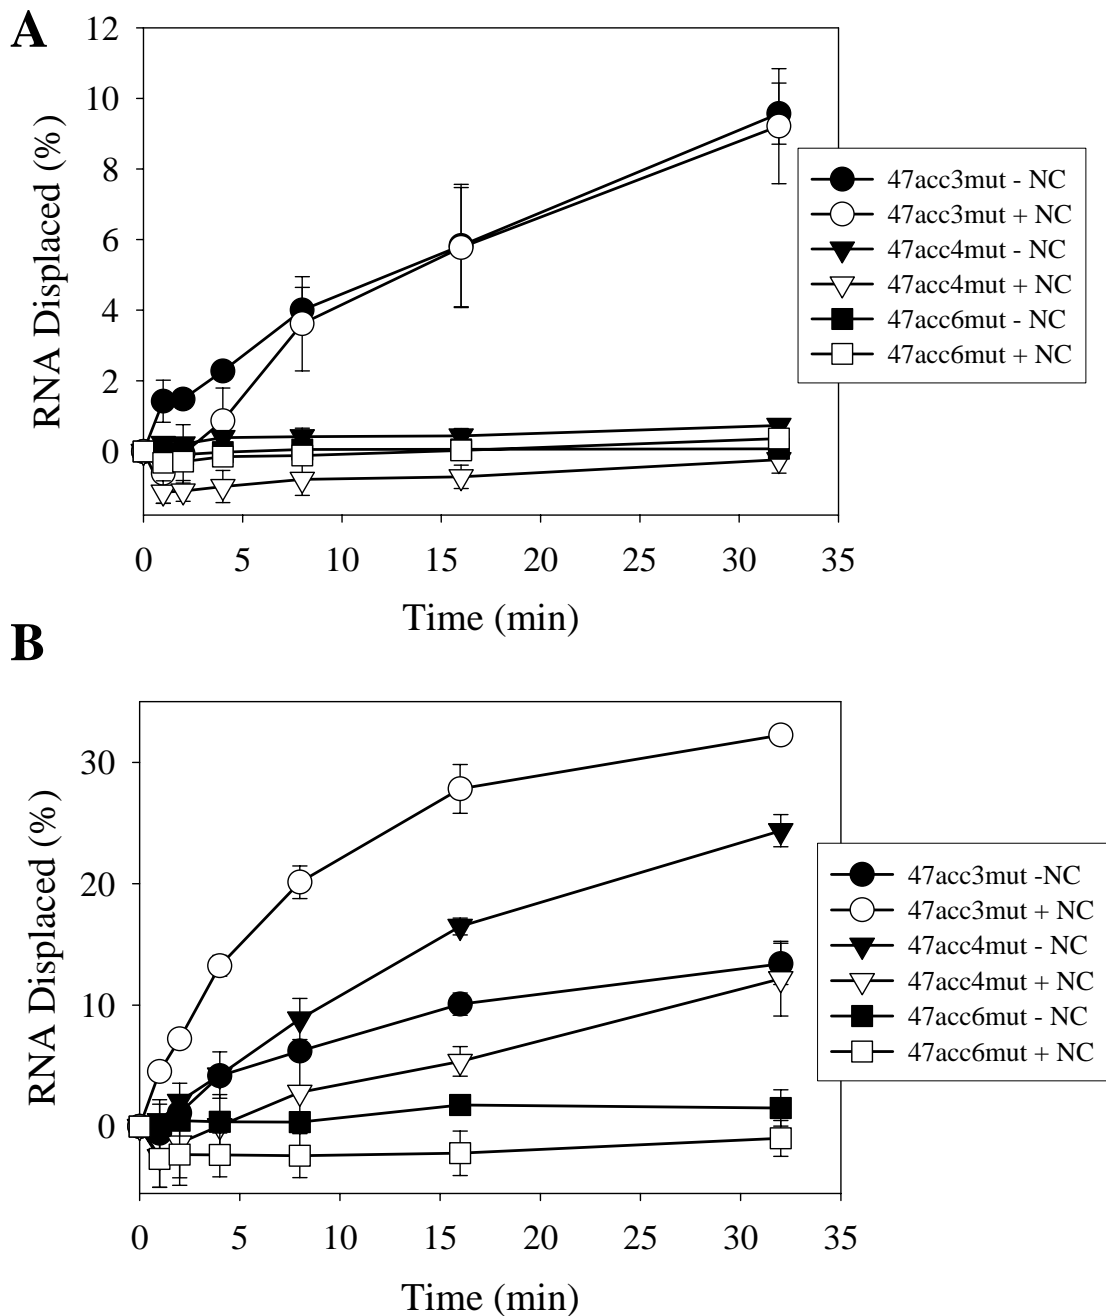 A
12
10
8
6
4
2
0
RNA Displaced (%)
0 5 10 15 20 25 30 35
Time (min)
47acc3mut - NC
47acc3mut + NC
47acc4mut - NC
47acc4mut + NC
47acc6mut - NC
47acc6mut + NC
B
30
20
10
0
RNA Displaced (%)
0 5 10 15 20 25 30 35
Time (min)
47acc3mut -NC
47acc3mut + NC
47acc4mut - NC
47acc4mut + NC
47acc6mut - NC
47acc6mut + NC